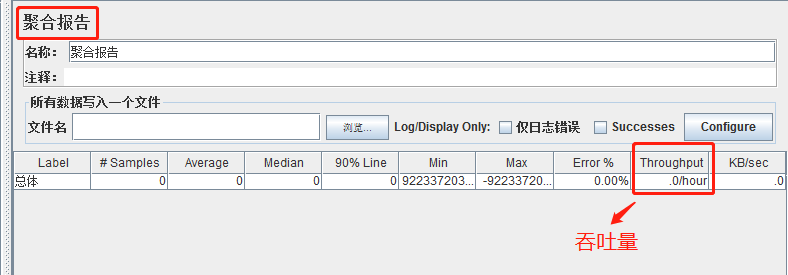 聚合报告
名称： 聚合报告
注释：
所有数据写入一个文件
文件名 浏览... Log/Display Only: 仅日志错误 Successes Configure
Label # Samples Average Median 90% Line Min Max Error % Throughput KB/sec
总体 0 0 0 0 922337203... -92233720... 0.00% .0/hour .0
吞吐量